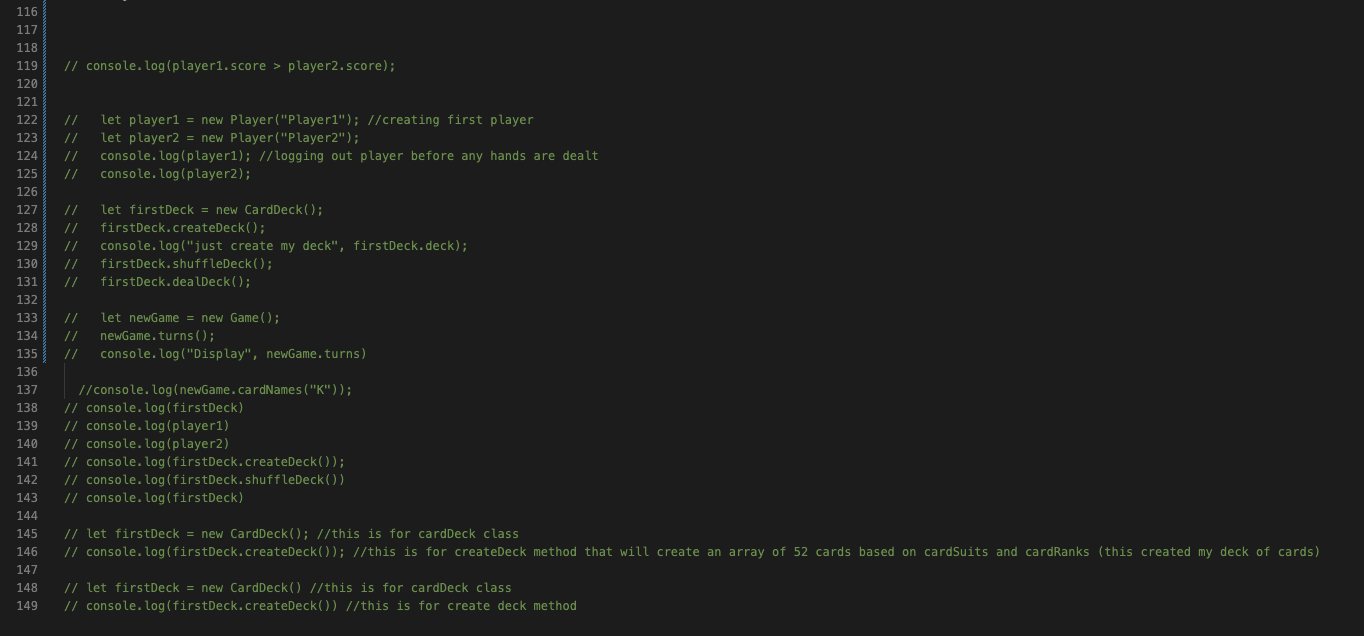 116
117
118
119 // console.log(player1.score > player2.score);
120
121
122 //   let player1 = new Player("Player1"); //creating first player
123 //   let player2 = new Player("Player2");
124 //   console.log(player1); //logging out player before any hands are dealt
125 //   console.log(player2);
126
127 //   let firstDeck = new CardDeck();
128 //   firstDeck.createDeck();
129 //   console.log("just create my deck", firstDeck.deck);
130 //   firstDeck.shuffleDeck();
131 //   firstDeck.dealDeck();
132
133 //   let newGame = new Game();
134 //   newGame.turns();
135 //   console.log("Display", newGame.turns)
136
137   //console.log(newGame.cardNames("K"));
138 // console.log(firstDeck)
139 // console.log(player1)
140 // console.log(player2)
141 // console.log(firstDeck.createDeck());
142 // console.log(firstDeck.shuffleDeck())
143 // console.log(firstDeck)
144
145 // let firstDeck = new CardDeck(); //this is for cardDeck class
146 // console.log(firstDeck.createDeck()); //this is for createDeck method that will create an array of 52 cards based on cardSuits and cardRanks (this created my deck of cards)
147
148 // let firstDeck = new CardDeck() //this is for cardDeck class
149 // console.log(firstDeck.createDeck()) //this is for create deck method